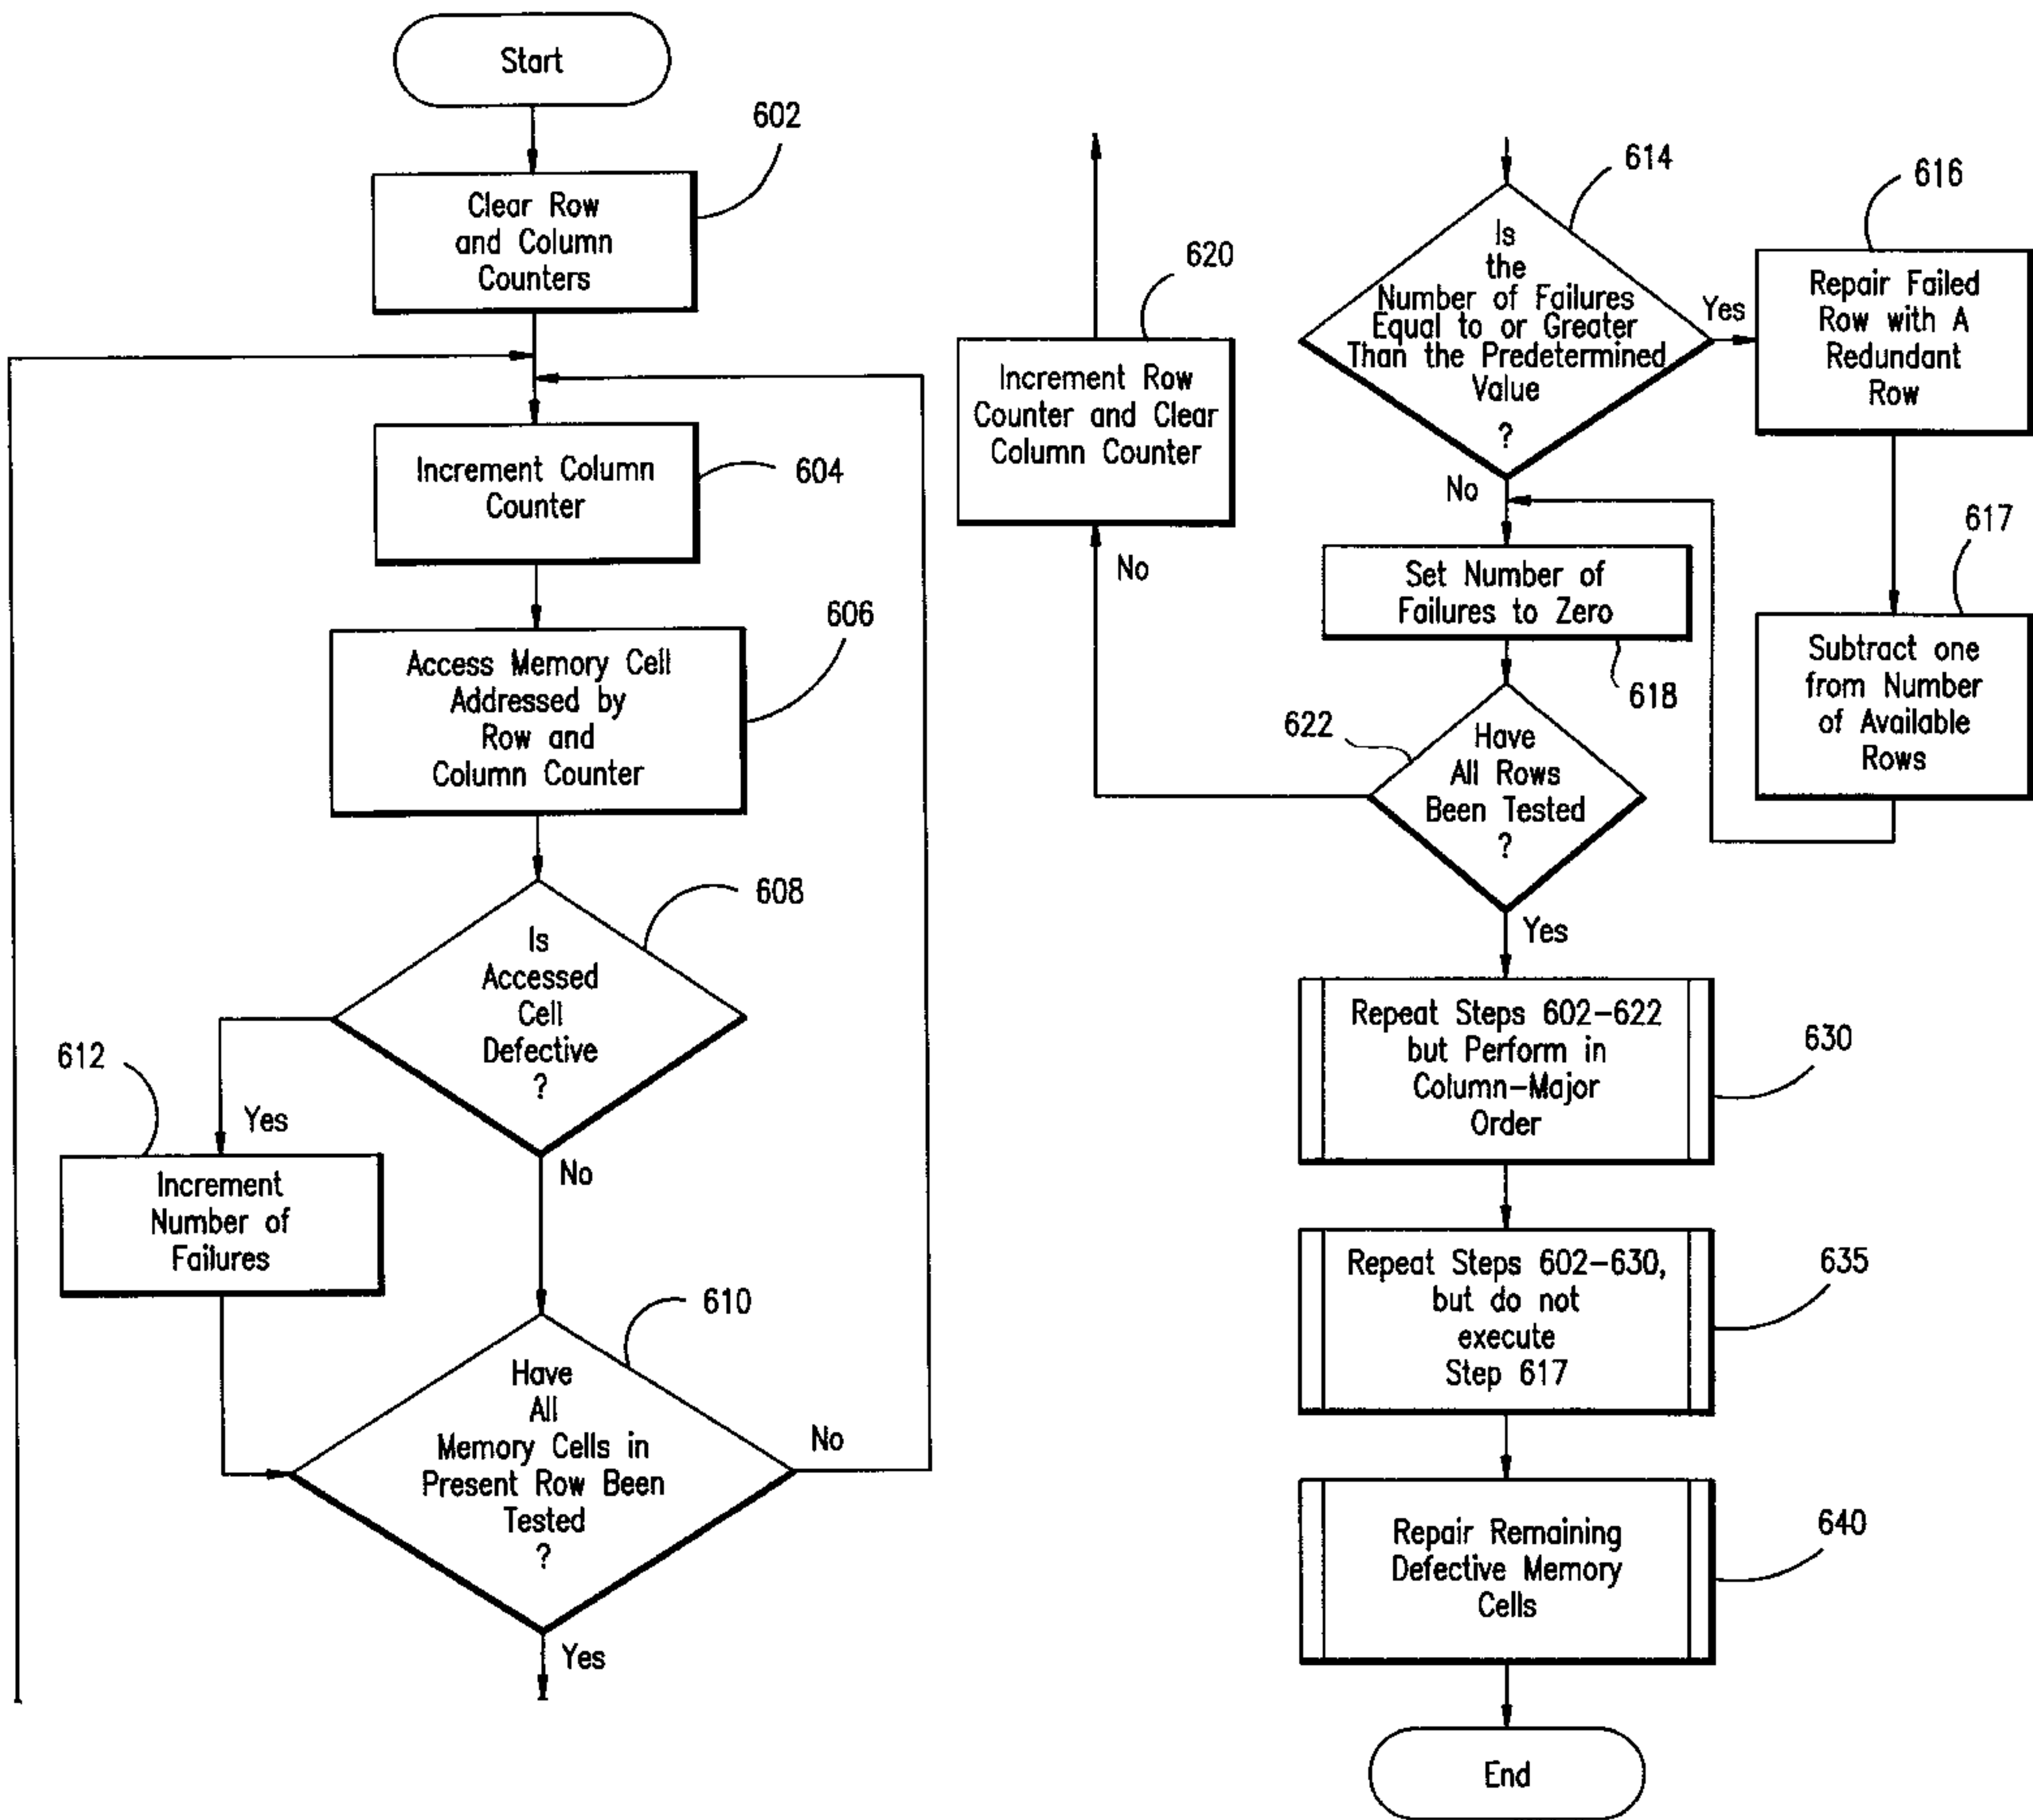 Start
602
Clear Row
and Column
Counters
Increment Column
Counter
604
Access Memory Cell
Addressed by
Row and
Column Counter
606
Is
Accessed
Cell
Defective
?
608
Yes
No
612
Increment
Number of
Failures
Have
All
Memory Cells in
Present Row Been
Tested
?
610
No
Yes
620
Increment Row
Counter and Clear
Column Counter
No
614
Is
the
Number of Failures
Equal to or Greater
Than the Predetermined
Value
?
Yes
No
616
Repair Failed
Row with A
Redundant
Row
617
Subtract one
from Number
of Available
Rows
Set Number of
Failures to Zero
618
622
Have
All Rows
Been Tested
?
Yes
Repeat Steps 602-622
but Perform in
Column-Major
Order
630
Repeat Steps 602-630,
but do not
execute
Step 617
635
Repair Remaining
Defective Memory
Cells
640
End